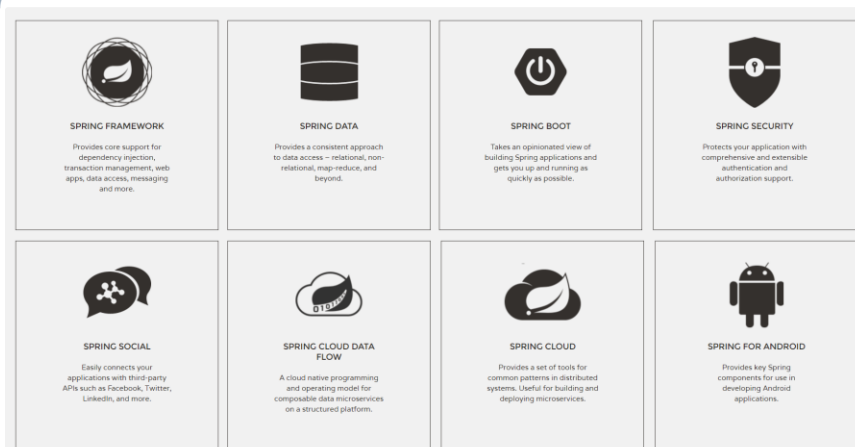 SPRING FRAMEWORK
Provides core support for
dependency injection,
transaction management, web
apps, data access, messaging
and more.
SPRING DATA
Provides a consistent approach
to data access – relational, non-
relational, map-reduce, and
beyond.
SPRING BOOT
Takes an opinionated view of
building Spring applications and
gets you up and running as
quickly as possible.
SPRING SECURITY
Protects your application with
comprehensive and extensible
authentication and
authorization support.
SPRING SOCIAL
Easily connects your
applications with third-party
APIs such as Facebook, Twitter,
LinkedIn, and more.
010
SPRING CLOUD DATA
FLOW
A cloud native programming
and operating model for
composable data microservices
on a structured platform.
SPRING CLOUD
Provides a set of tools for
common patterns in distributed
systems. Useful for building and
deploying microservices.
SPRING FOR ANDROID
Provides key Spring
components for use in
developing Android
applications.